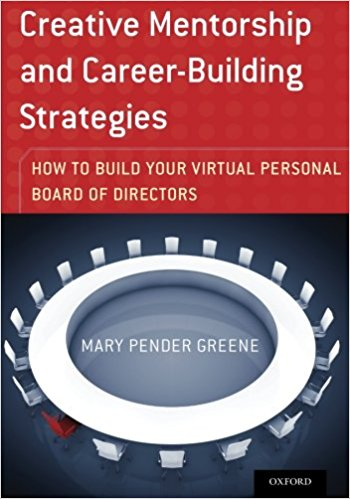 Creative Mentorship
and Career-Building
Strategies
HOW TO BUILD YOUR VIRTUAL PERSONAL
BOARD OF DIRECTORS
MARY PENDER GREENE
OXFORD